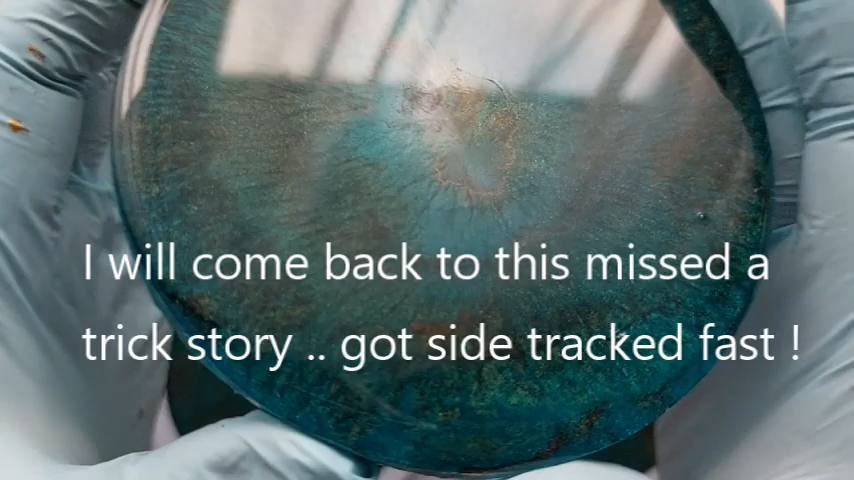 I will come back to this missed a
trick story .. got side tracked fast !